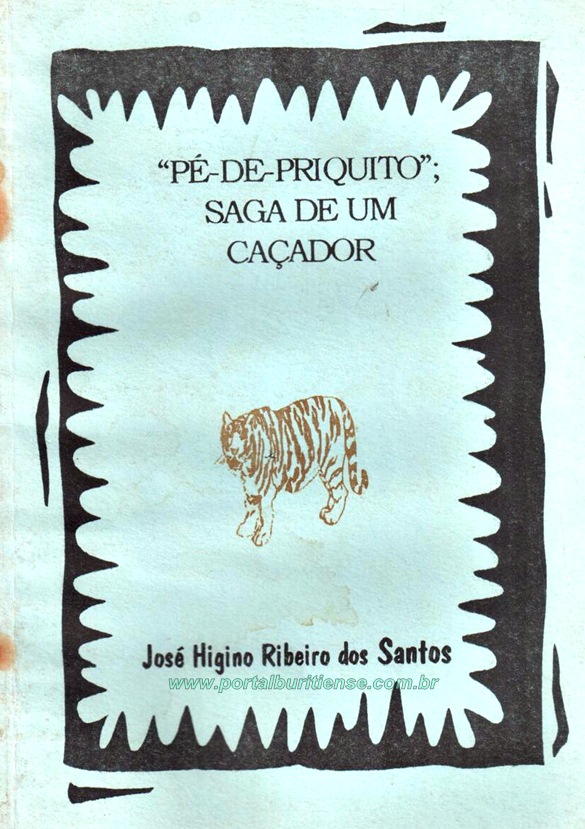 “PÉ-DE-PRIQUITO”;
SAGA DE UM
CAÇADOR
José Higino Ribeiro dos Santos
www.portalburitiense.com.br